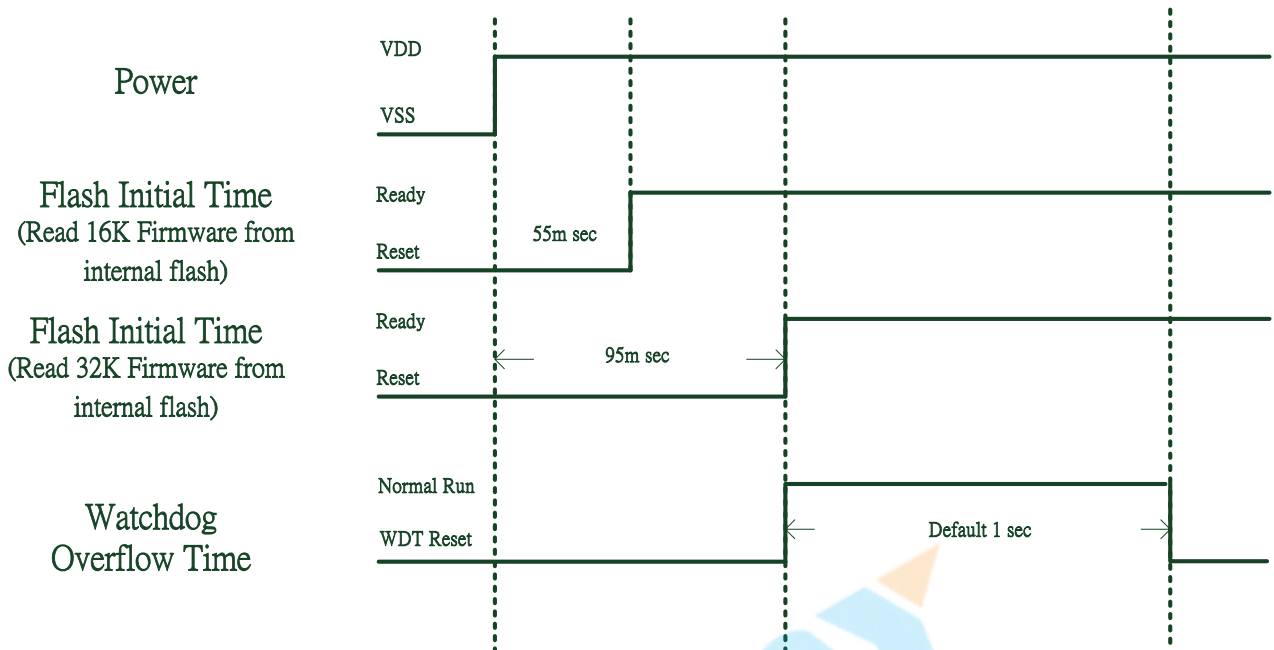 VDD
Power
VSS
Flash Initial Time
(Read 16K Firmware from
internal flash)
Ready
55m sec
Reset
Flash Initial Time
(Read 32K Firmware from
internal flash)
Ready
95m sec
Reset
Normal Run
Watchdog
Overflow Time
Default 1 sec
WDT Reset